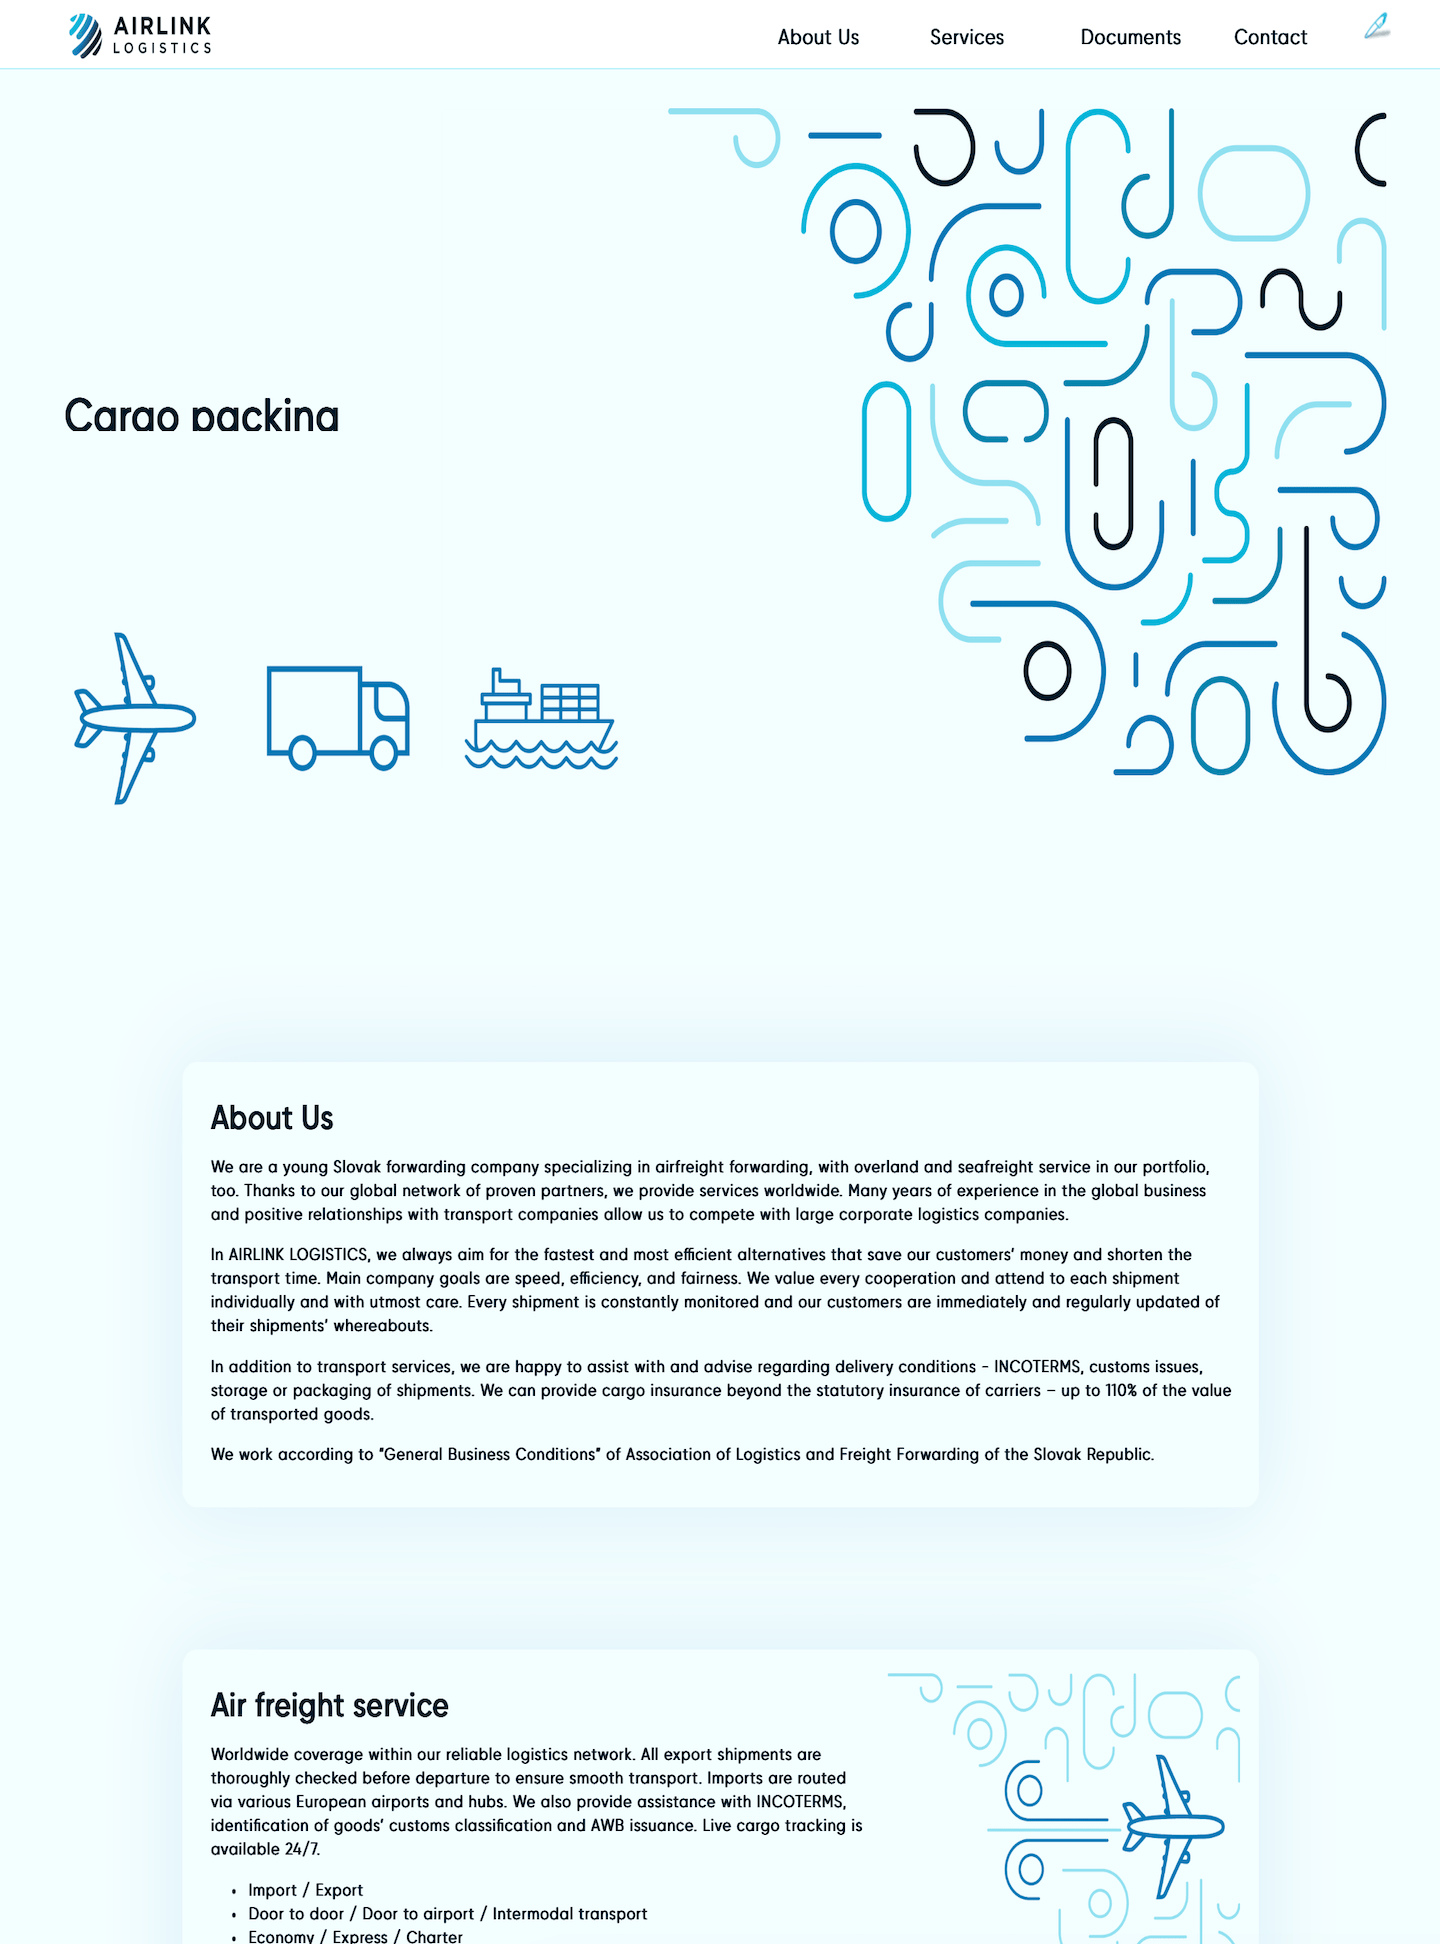 AIRLINK
LOGISTICS
About Us
Services
Documents
Contact
Cargo packing
About Us
We are a young Slovak forwarding company specializing in airfreight forwarding, with overland and seafreight service in our portfolio,
too. Thanks to our global network of proven partners, we provide services worldwide. Many years of experience in the global business
and positive relationships with transport companies allow us to compete with large corporate logistics companies.
In AIRLINK LOGISTICS, we always aim for the fastest and most efficient alternatives that save our customers' money and shorten the
transport time. Main company goals are speed, efficiency, and fairness. We value every cooperation and attend to each shipment
individually and with utmost care. Every shipment is constantly monitored and our customers are immediately and regularly updated of
their shipments' whereabouts.
In addition to transport services, we are happy to assist with and advise regarding delivery conditions - INCOTERMS, customs issues,
storage or packaging of shipments. We can provide cargo insurance beyond the statutory insurance of carriers – up to 110% of the value
of transported goods.
We work according to "General Business Conditions" of Association of Logistics and Freight Forwarding of the Slovak Republic.
Air freight service
Worldwide coverage within our reliable logistics network. All export shipments are
thoroughly checked before departure to ensure smooth transport. Imports are routed
via various European airports and hubs. We also provide assistance with INCOTERMS,
identification of goods' customs classification and AWB issuance. Live cargo tracking is
available 24/7.
• Import / Export
• Door to door / Door to airport / Intermodal transport
• Economy / Express / Charter